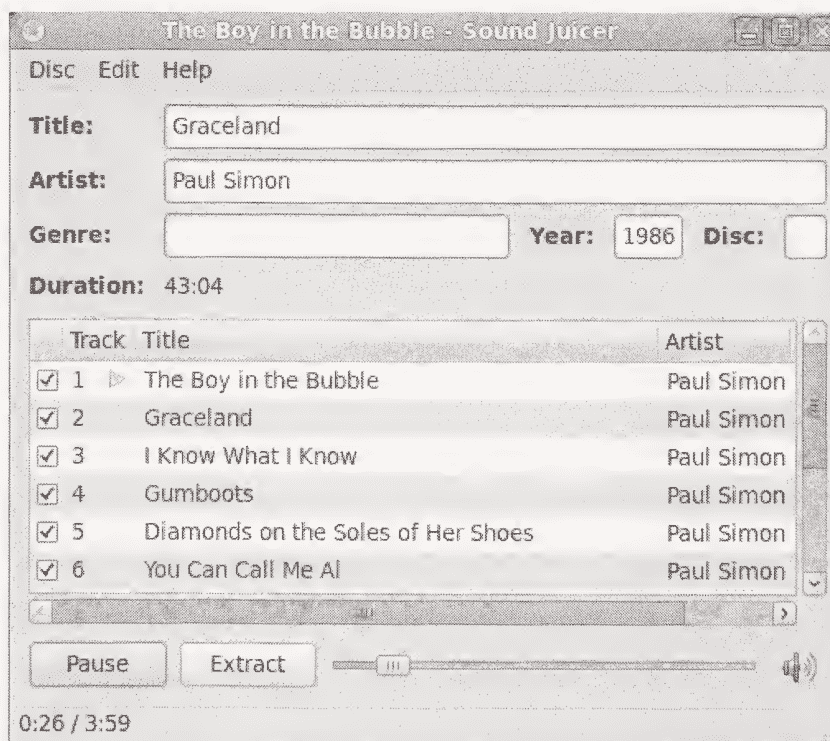 The Boy in the Bubble - Sound Juicer
Disc Edit Help
Title: Graceland
Artist: Paul Simon
Genre: Year: 1986 Disc:
Duration: 43:04
Track Title Artist
1 The Boy in the Bubble Paul Simon
2 Graceland Paul Simon
3 I Know What I Know Paul Simon
4 Gumboots Paul Simon
5 Diamonds on the Soles of Her Shoes Paul Simon
6 You Can Call Me Al Paul Simon
Pause Extract
0:26 / 3:59